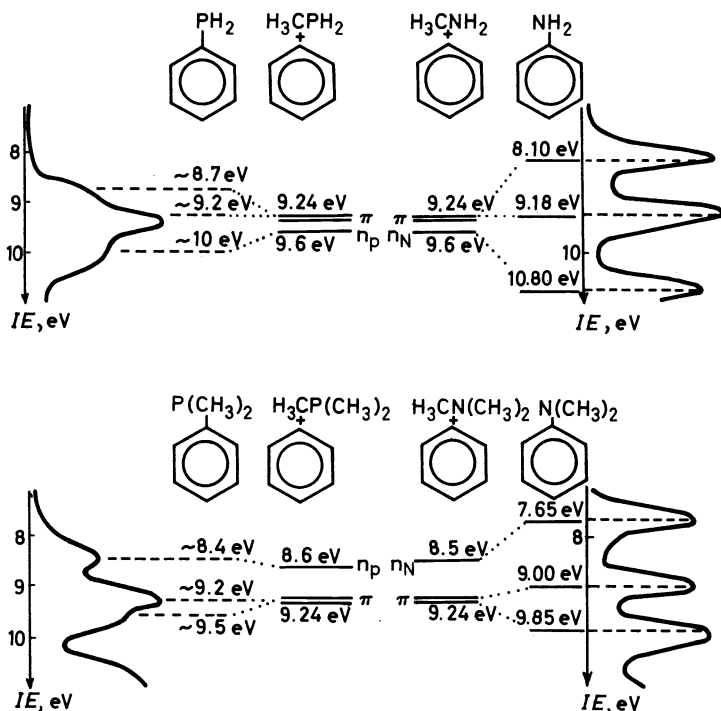 PH₂ H₃CPH₂ H₃CNH₂ NH₂
+ +
8 8.10 eV
~8.7 eV
9 ~9.2 eV 9.24 eV 9.24 eV 9.18 eV
π π
10 ~10 eV 9.6 eV nₚ n_N 9.6 eV 10
10.80 eV
IE, eV IE, eV
P(CH₃)₂ H₃CP(CH₃)₂ H₃CN(CH₃)₂ N(CH₃)₂
+ +
7.65 eV
8 8
~8.4 eV 8.6 eV nₚ n_N 8.5 eV
9 ~9.2 eV π π 9.00 eV 9
~9.5 eV 9.24 eV 9.24 eV 9.85 eV
10 10
IE, eV IE, eV